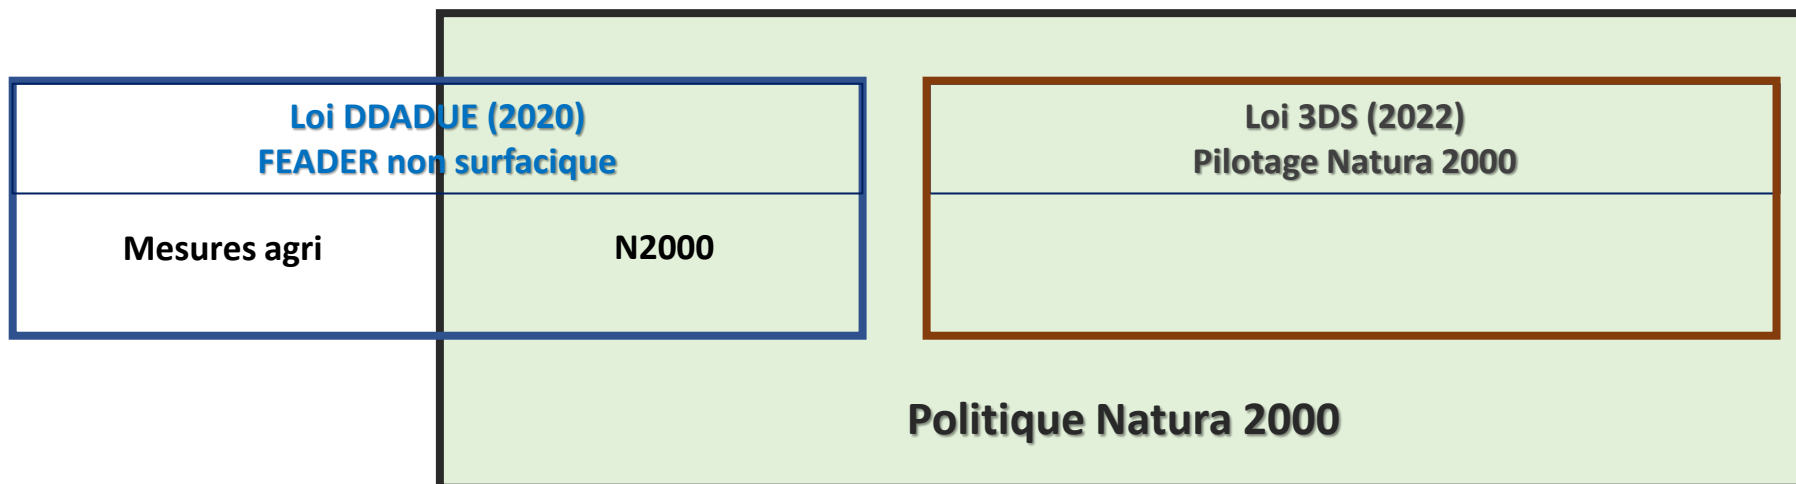 Loi DDADUE (2020)
FEADER non surfacique
Mesures agri
N2000
Loi 3DS (2022)
Pilotage Natura 2000
Politique Natura 2000